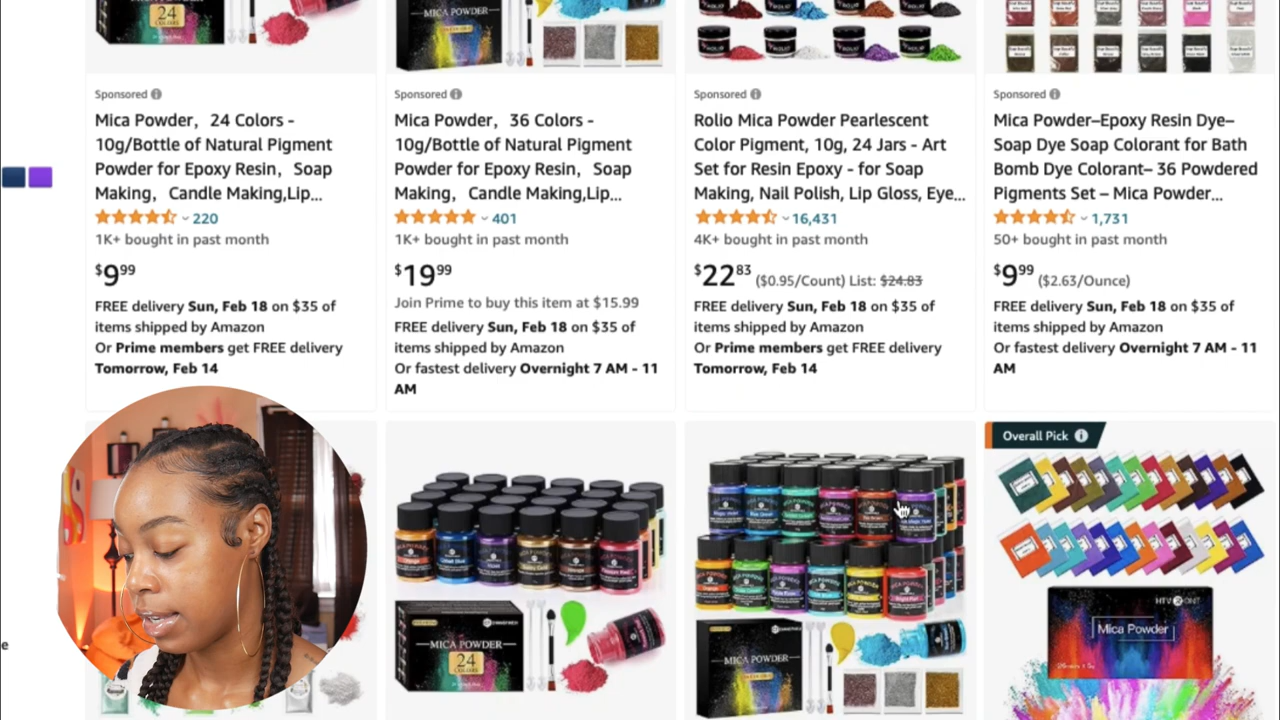 24
MICA POWDER
Sponsored
Mica Powder，24 Colors -
10g/Bottle of Natural Pigment
Powder for Epoxy Resin，Soap
Making，Candle Making,Lip...
220
1K+ bought in past month
$9.99
FREE delivery Sun, Feb 18 on $35 of
items shipped by Amazon
Or Prime members get FREE delivery
Tomorrow, Feb 14
Sponsored
Mica Powder，36 Colors -
10g/Bottle of Natural Pigment
Powder for Epoxy Resin，Soap
Making，Candle Making,Lip...
401
1K+ bought in past month
$19.99
Join Prime to buy this item at $15.99
FREE delivery Sun, Feb 18 on $35 of
items shipped by Amazon
Or fastest delivery Overnight 7 AM - 11
AM
Sponsored
Rolio Mica Powder Pearlescent
Color Pigment, 10g, 24 Jars - Art
Set for Resin Epoxy - for Soap
Making, Nail Polish, Lip Gloss, Eye...
16,431
4K+ bought in past month
$22.83 ($0.95/Count) List: $24.83
FREE delivery Sun, Feb 18 on $35 of
items shipped by Amazon
Or Prime members get FREE delivery
Tomorrow, Feb 14
Sponsored
Mica Powder–Epoxy Resin Dye–
Soap Dye Soap Colorant for Bath
Bomb Dye Colorant– 36 Powdered
Pigments Set – Mica Powder...
1,731
50+ bought in past month
$9.99 ($2.63/Ounce)
FREE delivery Sun, Feb 18 on $35 of
items shipped by Amazon
Or fastest delivery Overnight 7 AM - 11
AM
e
MICA POWDER
24
MICA POWDER
Overall Pick
HTVRONT
Mica Powder